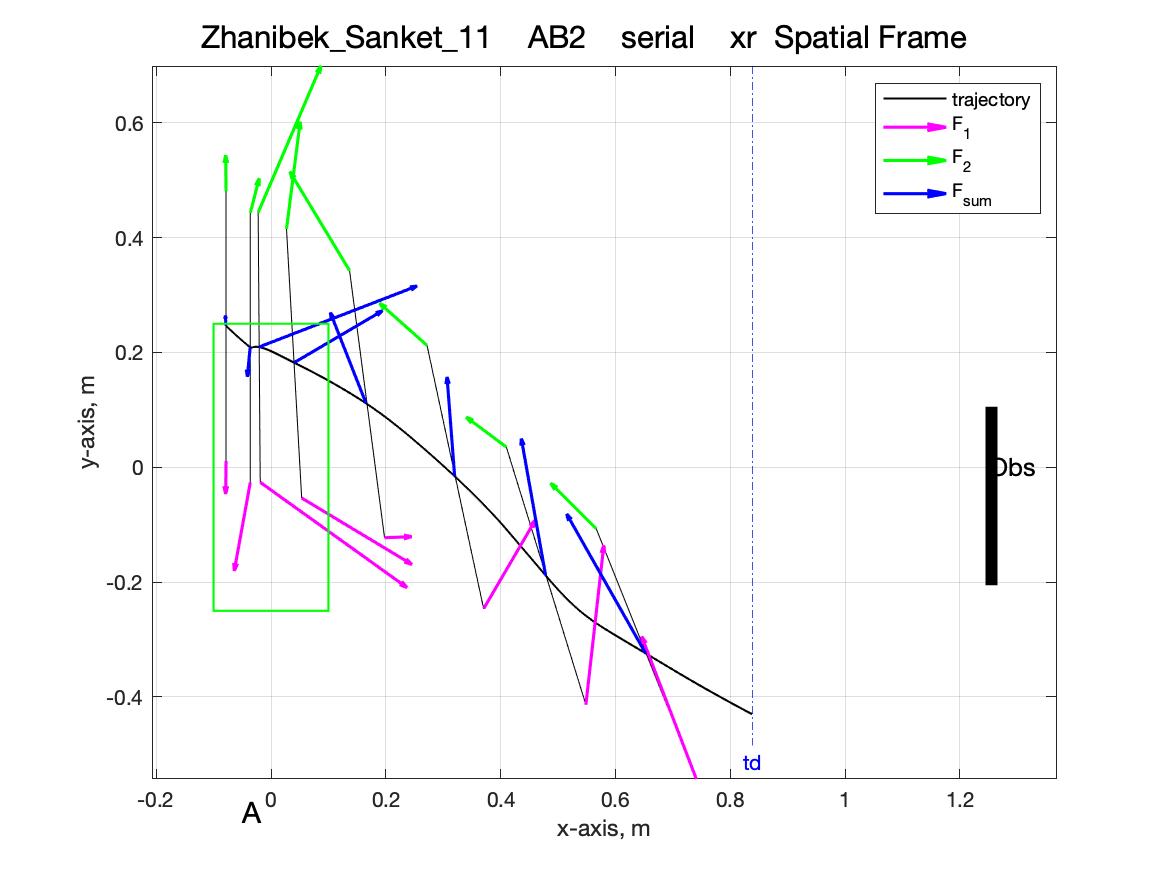 Zhanibek_Sanket_11 AB2 serial xr Spatial Frame
trajectory
F1
F2
Fsum
0.6
0.4
0.2
0
-0.2
-0.4
y-axis, m
Obs
td
-0.2 0 0.2 0.4 0.6 0.8 1 1.2
A
x-axis, m